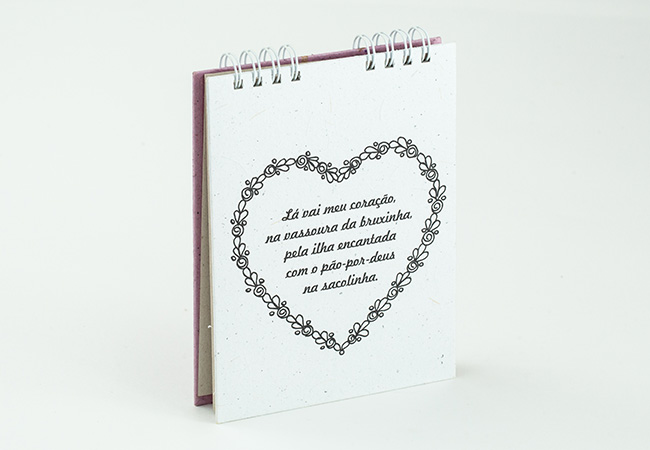 Lá vai meu coração,
na vassoura da bruxinha
pela ilha encantada
com o pão-por-deus
na sacolinha.